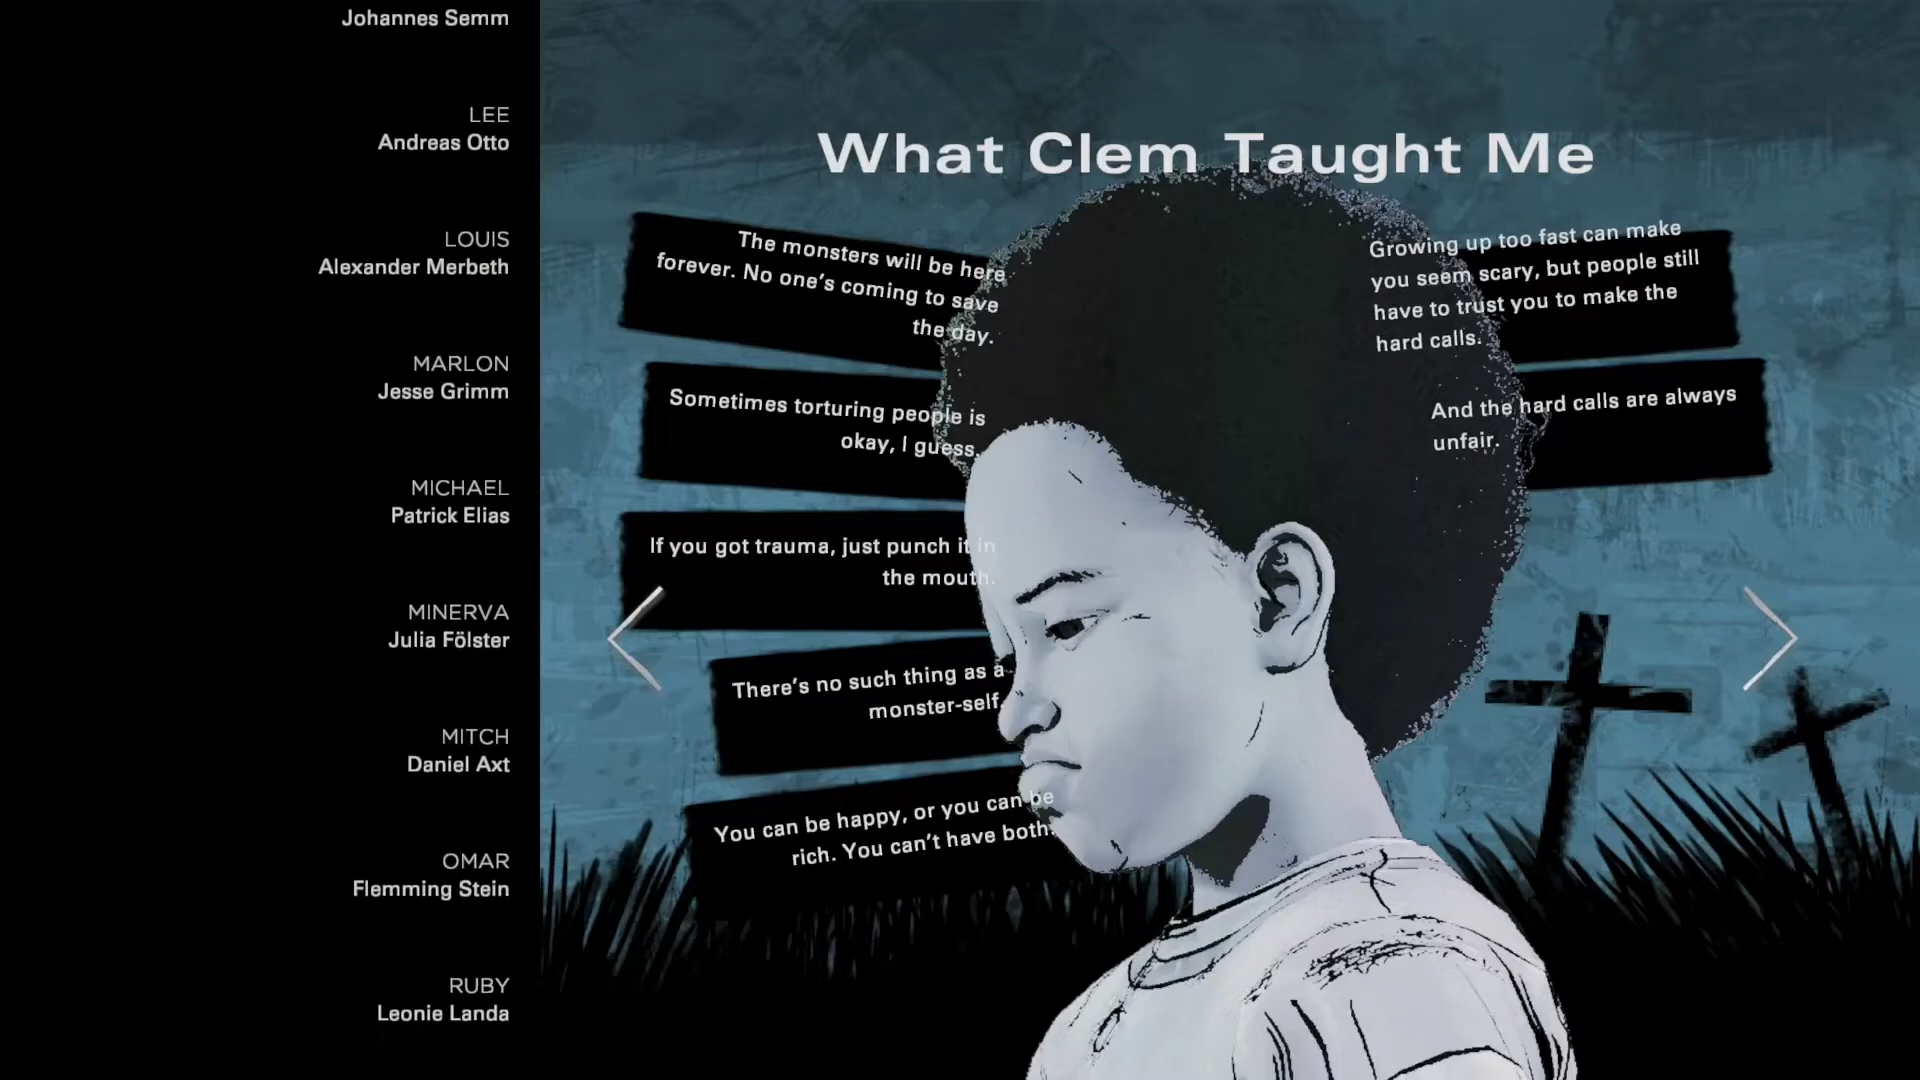 Johannes Semm
LEE
Andreas Otto
LOUIS
Alexander Merbeth
MARLON
Jesse Grimm
MICHAEL
Patrick Elias
MINERVA
Julia Fölster
MITCH
Daniel Axt
OMAR
Flemming Stein
RUBY
Leonie Landa
What Clem Taught Me
The monsters will be here
forever. No one's coming to save
the day.
Sometimes torturing people is
okay, I guess.
If you got trauma, just punch it in
the mouth.
There's no such thing as a
monster-self.
You can be happy, or you can be
rich. You can't have both.
Growing up too fast can make
you seem scary, but people still
have to trust you to make the
hard calls.
And the hard calls are always
unfair.